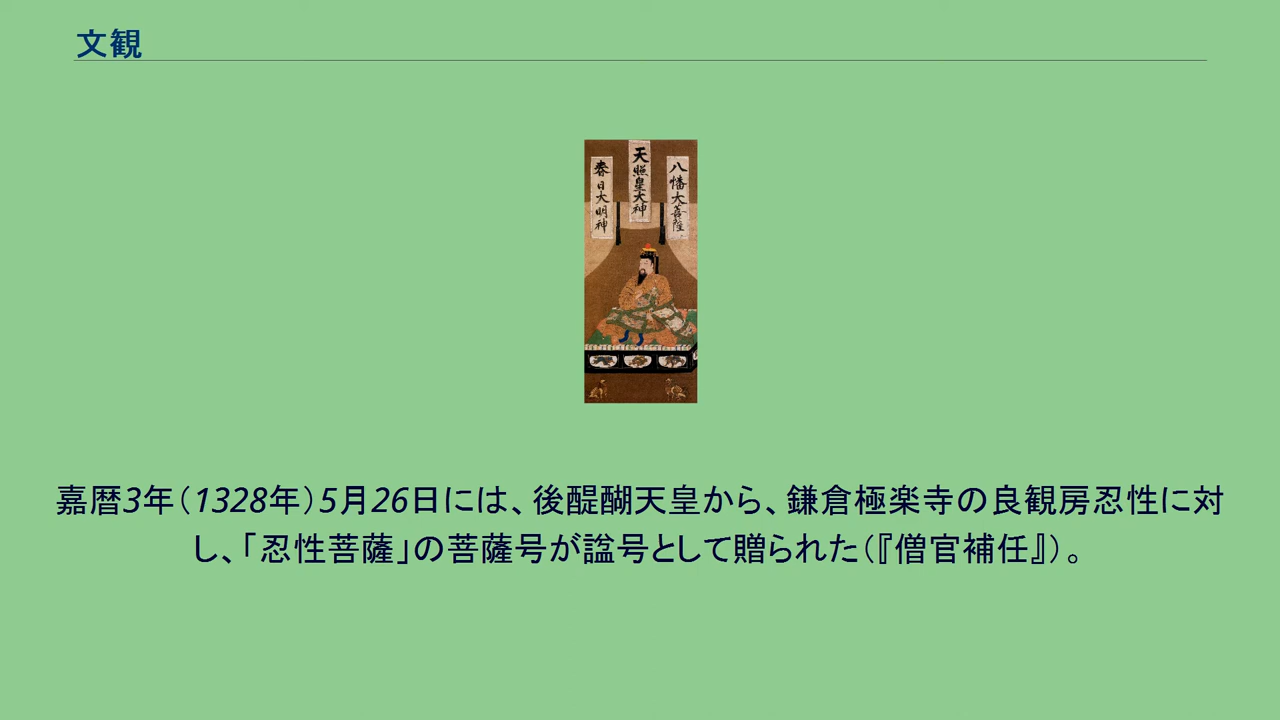 文観
春日大明神
天照皇大神
八幡大菩薩
嘉暦3年（1328年）5月26日には、後醍醐天皇から、鎌倉極楽寺の良観房忍性に対
し、「忍性菩薩」の菩薩号が諡号として贈られた（『僧官補任』）。